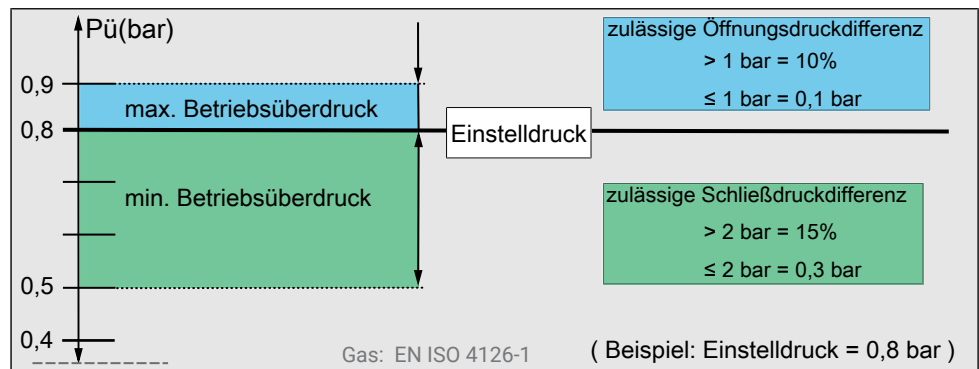 Pü(bar)
0,9
0,8
0,5
0,4
max. Betriebsüberdruck
min. Betriebsüberdruck
Einstelldruck
zulässige Öffnungsdruckdifferenz
> 1 bar = 10%
≤ 1 bar = 0,1 bar
zulässige Schließdruckdifferenz
> 2 bar = 15%
≤ 2 bar = 0,3 bar
Gas: EN ISO 4126-1
( Beispiel: Einstelldruck = 0,8 bar )